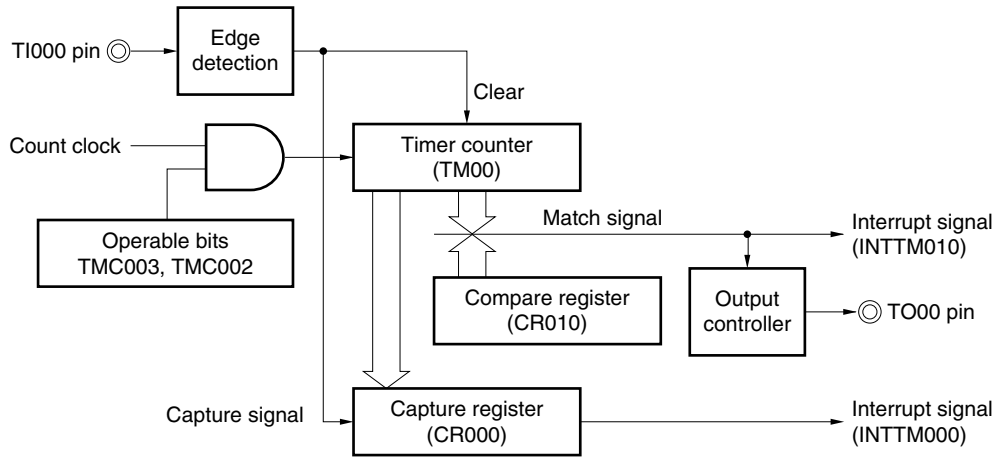 TI000 pin
Edge
detection
Clear
Count clock
Timer counter
(TM00)
Operable bits
TMC003, TMC002
Match signal
Interrupt signal
(INTTM010)
Compare register
(CR010)
Output
controller
TO00 pin
Capture signal
Capture register
(CR000)
Interrupt signal
(INTTM000)